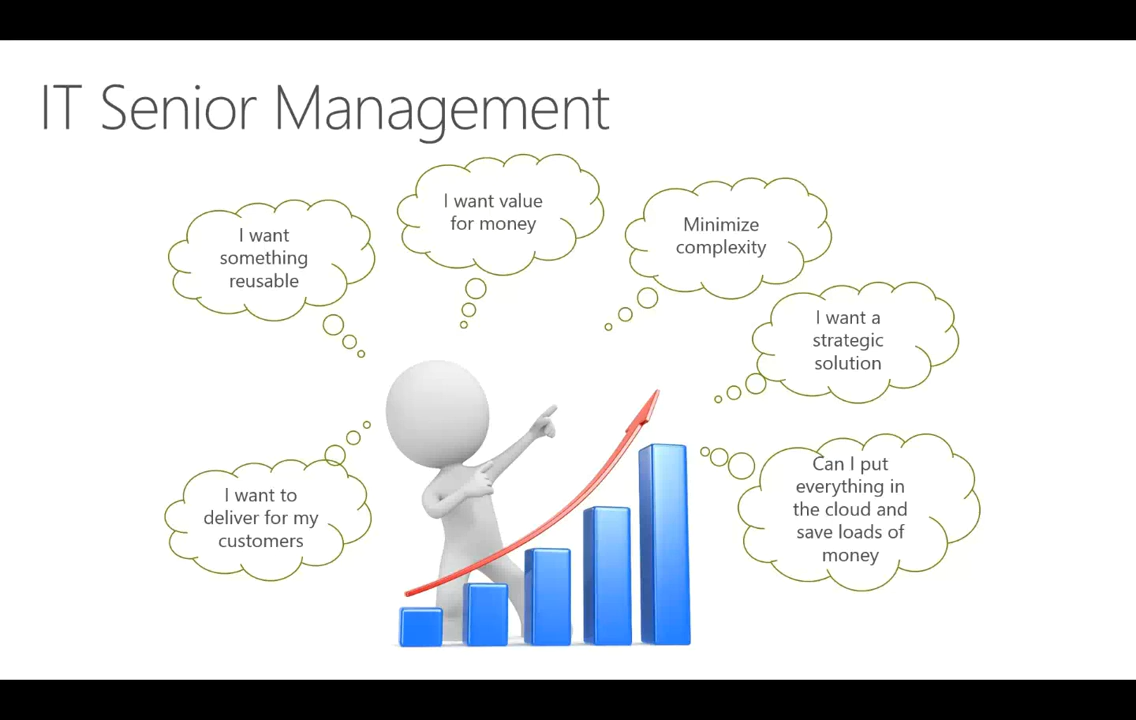 IT Senior Management
I want value
for money
I want
something
reusable
Minimize
complexity
I want a
strategic
solution
I want to
deliver for my
customers
Can I put
everything in
the cloud and
save loads of
money